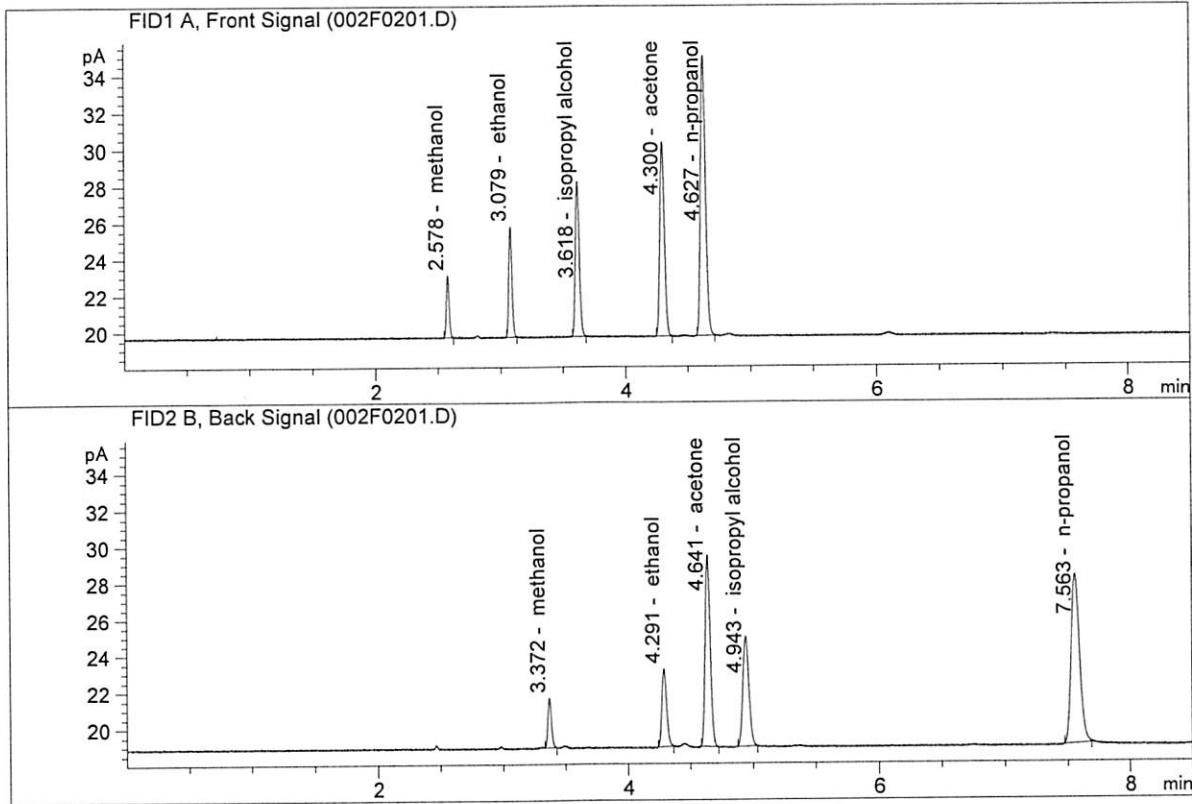 FID1 A, Front Signal (002F0201.D)
pA
34
32
30
28
26
24
22
20
2.578 - methanol
3.079 - ethanol
3.618 - isopropyl alcohol
4.300 - acetone
4.627 - n-propanol
2
4
6
8
min
FID2 B, Back Signal (002F0201.D)
pA
34
32
30
28
26
24
22
20
3.372 - methanol
4.291 - ethanol
4.641 - acetone
4.943 - isopropyl alcohol
7.563 - n-propanol
2
4
6
8
min